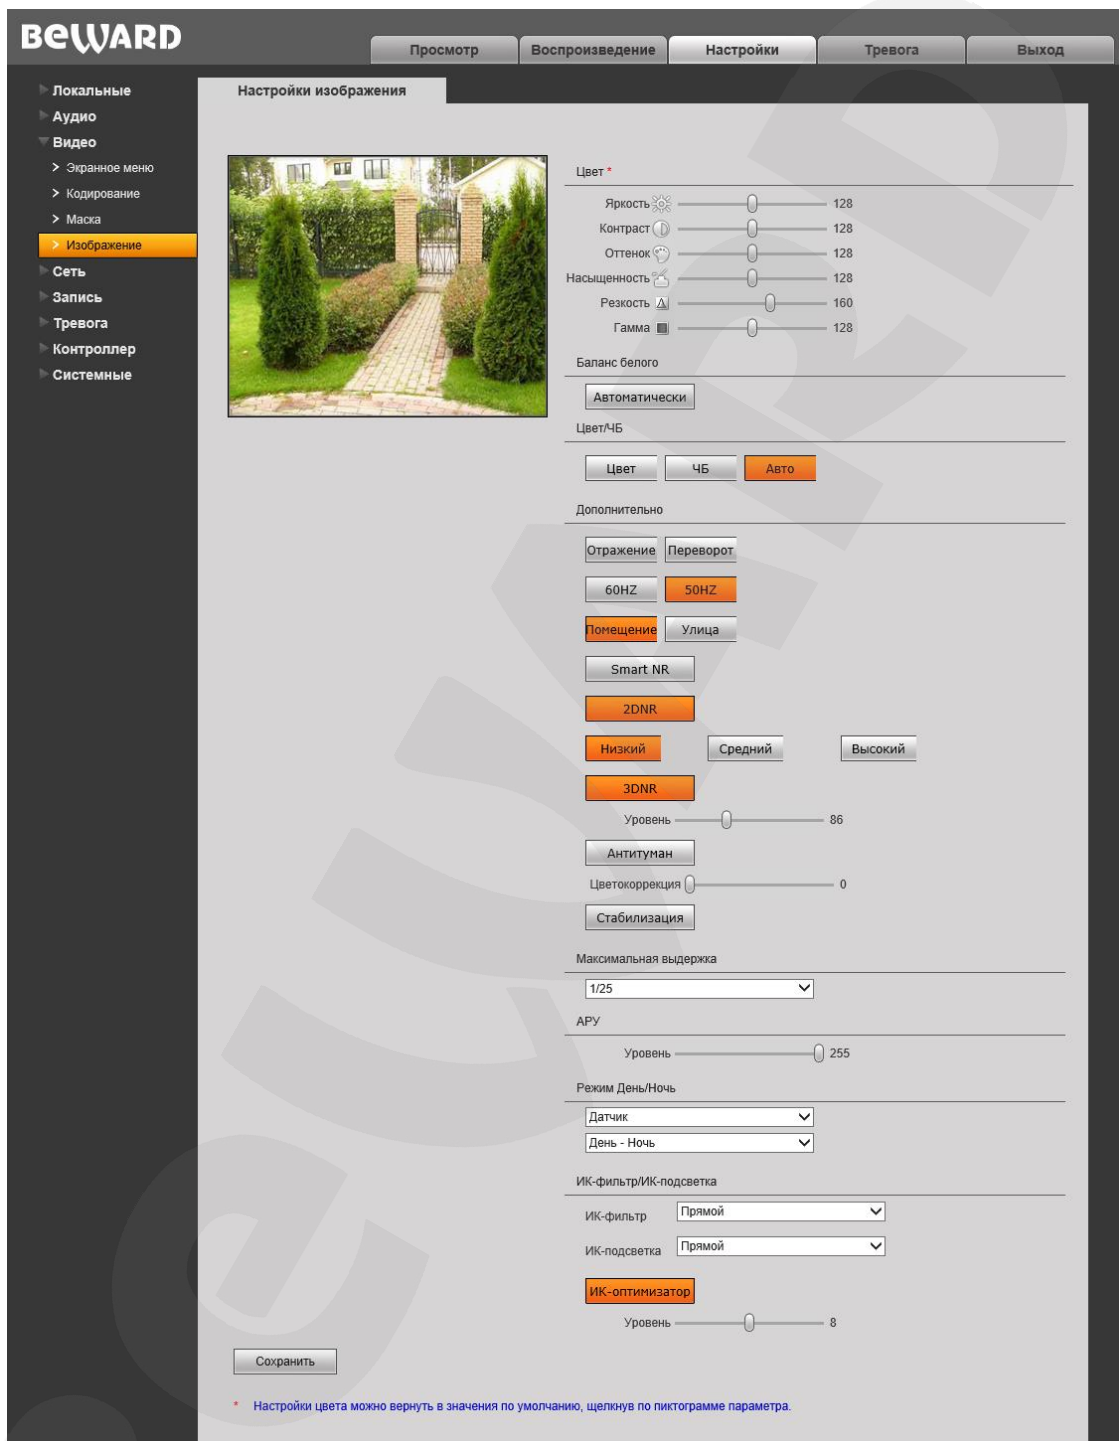 BEWARD
Просмотр Воспроизведение Настройки Тревога Выход
Локальные
Аудио
Видео
> Экранное меню
> Кодирование
> Маска
> Изображение
Сеть
Запись
Тревога
Контроллер
Системные
Настройки изображения
Цвет *
Яркость 128
Контраст 128
Оттенок 128
Насыщенность 128
Резкость 160
Гамма 128
Баланс белого
Автоматически
Цвет/ЧБ
Цвет ЧБ Авто
Дополнительно
Отражение Переворот
60HZ 50HZ
Помещение Улица
Smart NR
2DNR
Низкий Средний Высокий
3DNR
Уровень 86
Антитуман
Цветокоррекция 0
Стабилизация
Максимальная выдержка
1/25
АРУ
Уровень 255
Режим День/Ночь
Датчик
День - Ночь
ИК-фильтр/ИК-подсветка
ИК-фильтр Прямой
ИК-подсветка Прямой
ИК-оптимизатор
Уровень 8
Сохранить
* Настройки цвета можно вернуть в значения по умолчанию, щелкнув по пиктограмме параметра.